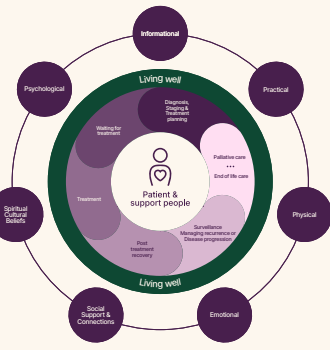 Informational
Psychological
Practical
Living well
Diagnosis,
Staging &
Treatment
planning
Waiting for
treatment
Palliative care
•••
End of life care
Patient &
support people
Treatment
Spiritual
Cultural
Beliefs
Physical
Surveillance
Managing recurrence or
Disease progression
Post
treatment
recovery
Living well
Social
Support &
Connections
Emotional